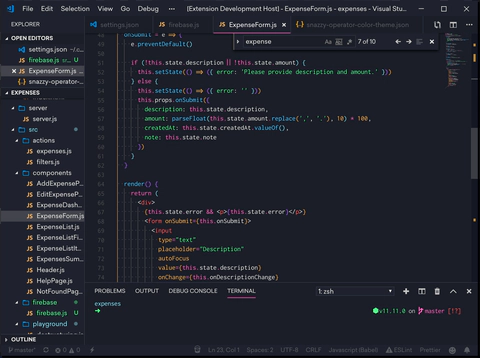 File Edit Selection View Go Debug ... (Extension Development Host) - ExpenseForm.js - expenses - Visual Stu
EXPLORER
OPEN EDITORS
settings.json ~/.c
firebase.js ...
ExpenseForm.js ...
snazzy-operator-...
EXPENSES
server
server.js
src
actions
expenses.js
filters.js
components
AddExpenseP
EditExpenseP
ExpenseDash
ExpenseForm.js
ExpenseList.js
ExpenseListFi
ExpenseListIt
ExpensesSum
Header.js
HelpPage.js
NotFoundPag
firebase
firebase.js
playground
OUTLINE
settings.json firebase.js ExpenseForm.js snazzy-operator-color-theme.json
expense Aa 7 of 10
onSubmit = e => {
e.preventDefault()
if (!this.state.description || !this.state.amount) {
this.setState(() => ({ error: 'Please provide description and amount.' }))
} else {
this.setState(() => ({ error: '' }))
this.props.onSubmit({
description: this.state.description,
amount: parseFloat(this.state.amount.replace(',', '.'), 10) * 100,
createdAt: this.state.createdAt.valueOf(),
note: this.state.note
})
}
}
render() {
return (
<div>
{this.state.error && <p>{this.state.error}</p>}
<form onSubmit={this.onSubmit}>
<input
type="text"
placeholder="Description"
autoFocus
value={this.state.description}
onChange={this.onDescriptionChange}
PROBLEMS OUTPUT DEBUG CONSOLE TERMINAL 1: zsh
expenses
v11.11.0 on master [17]
master* 0 0 Ln 23, Col 1 Spaces: 2 UTF-8 CRLF JavaScript (Babel) ESLint Prettier